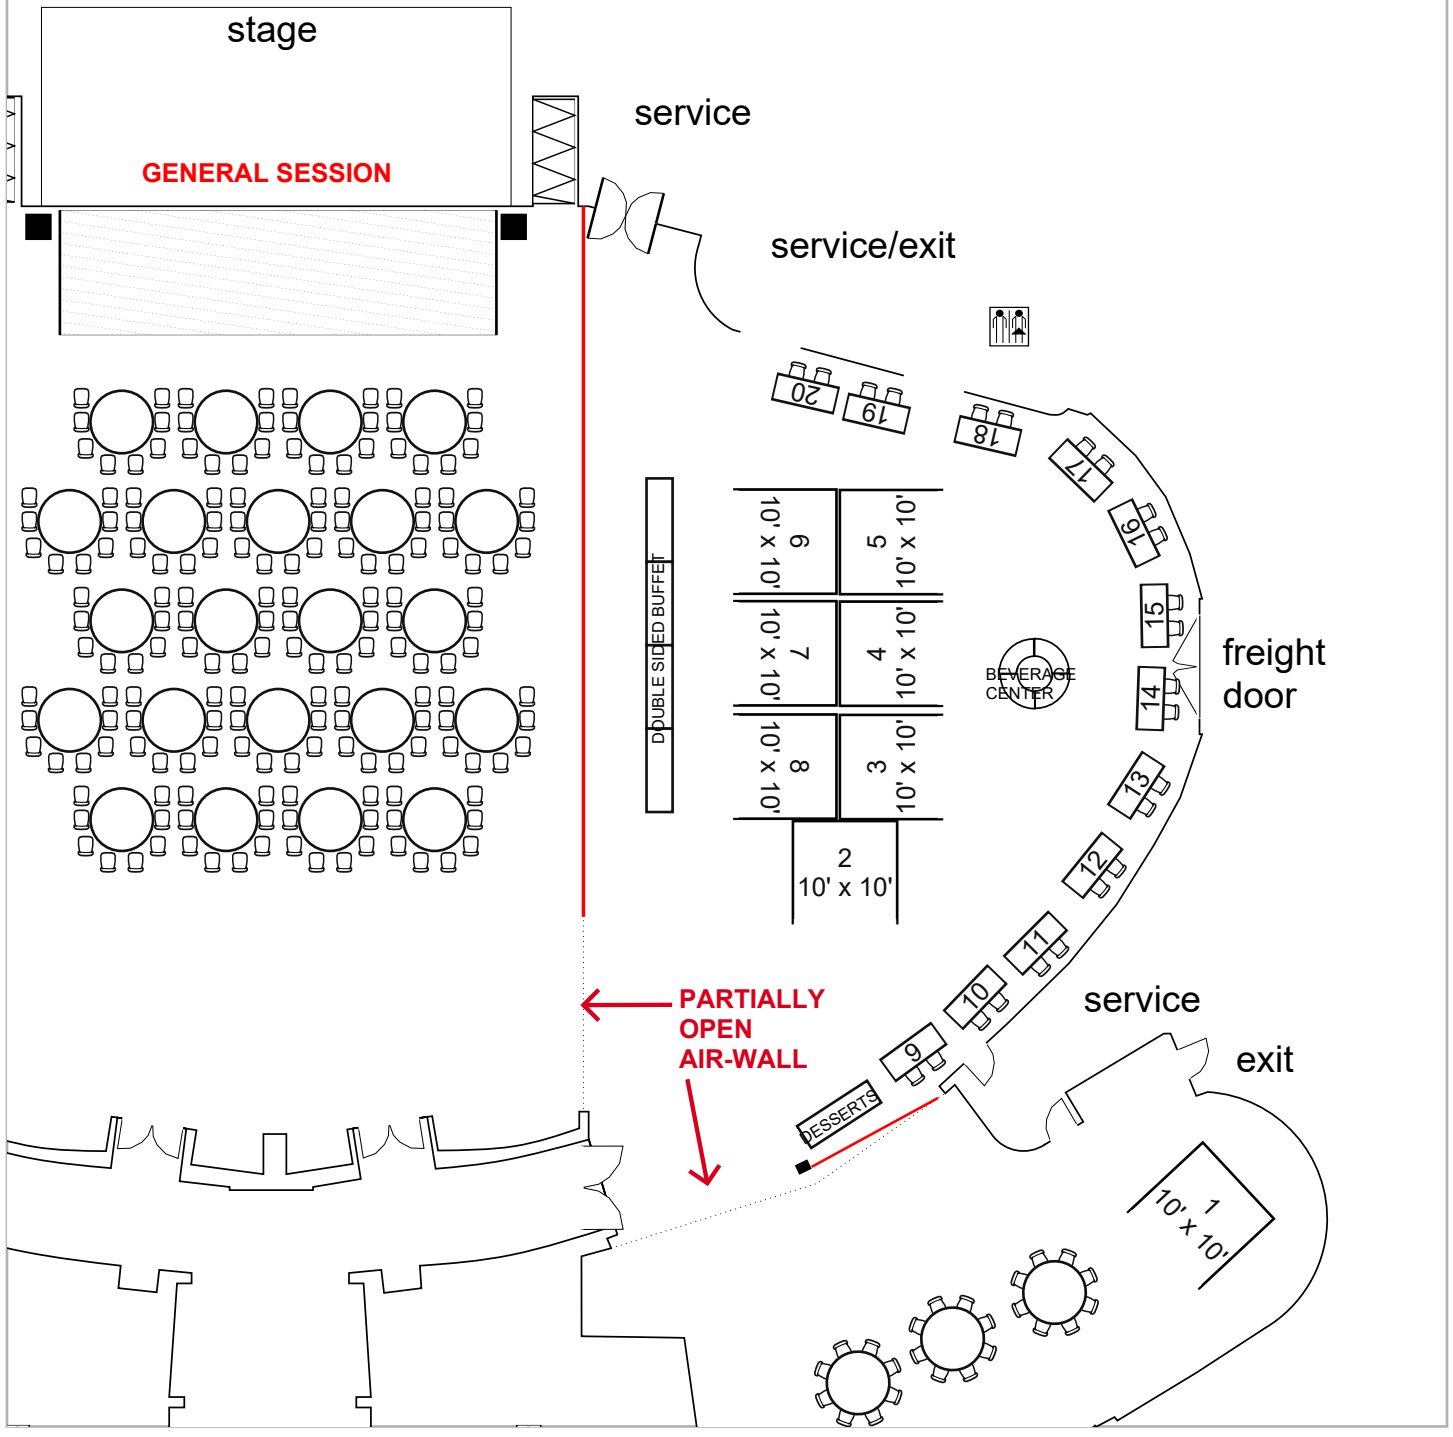 stage
service
GENERAL SESSION
service/exit
20
19
18
17
16
15
14
13
12
11
10
9
6
10' x 10'
5
10' x 10'
7
10' x 10'
4
10' x 10'
8
10' x 10'
3
10' x 10'
2
10' x 10'
DOUBLE SIDED BUFFET
BEVERAGE
CENTER
freight
door
PARTIALLY
OPEN
AIR-WALL
service
exit
DESSERTS
1
10' x 10'